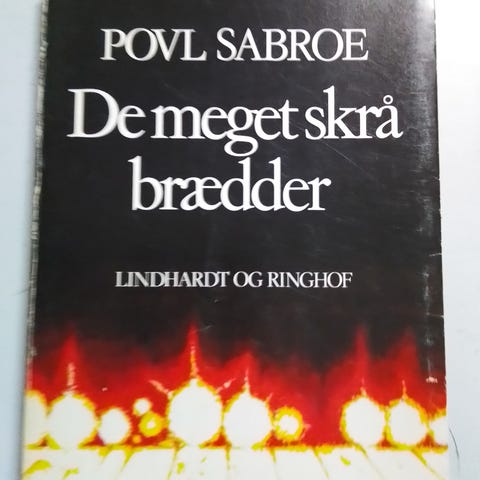 POVL SABROE
De meget skrå
brædder
LINDHARDT OG RINGHOF